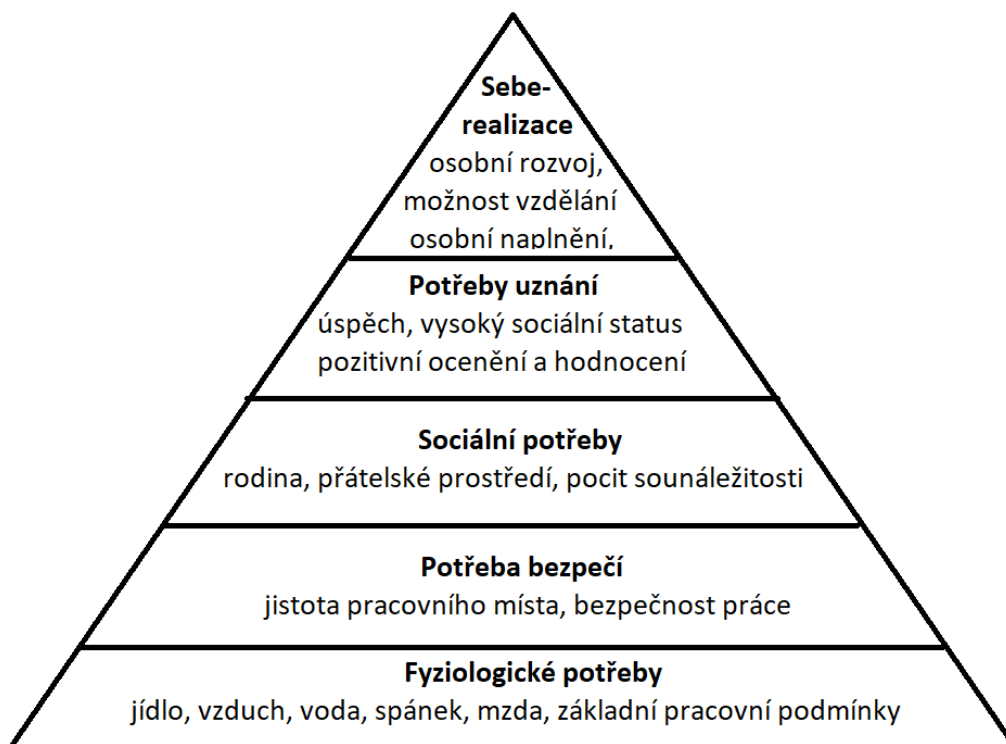 Sebe-
realizace
osobní rozvoj,
možnost vzdělání
osobní naplnění,
Potřeby uznání
úspěch, vysoký sociální status
pozitivní ocenění a hodnocení
Sociální potřeby
rodina, přátelské prostředí, pocit sounáležitosti
Potřeba bezpečí
jistota pracovního místa, bezpečnost práce
Fyziologické potřeby
jídlo, vzduch, voda, spánek, mzda, základní pracovní podmínky